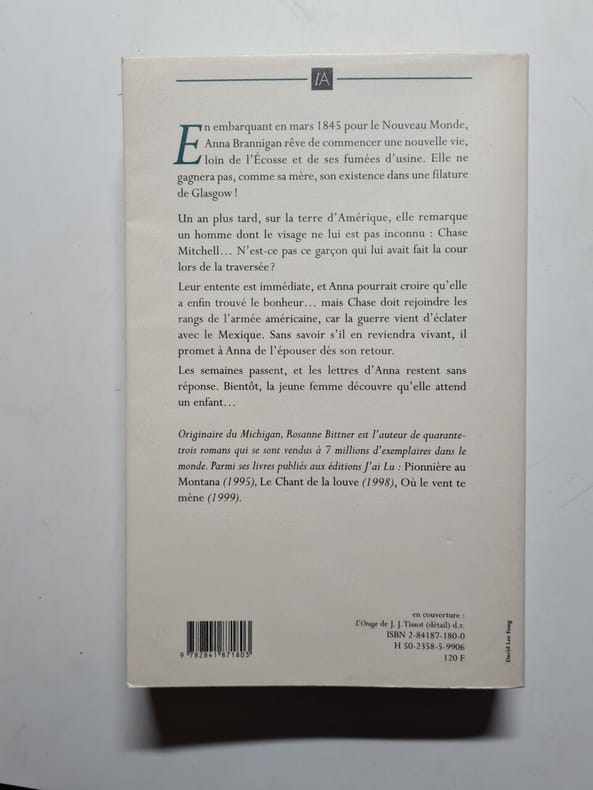 IA
En embarquant en mars 1845 pour le Nouveau Monde,
Anna Brannigan rêve de commencer une nouvelle vie,
loin de l'Écosse et de ses fumées d'usine. Elle ne
gagnera pas, comme sa mère, son existence dans une filature
de Glasgow !
Un an plus tard, sur la terre d'Amérique, elle remarque
un homme dont le visage ne lui est pas inconnu : Chase
Mitchell... N'est-ce pas ce garçon qui lui avait fait la cour
lors de la traversée ?
Leur entente est immédiate, et Anna pourrait croire qu'elle
a enfin trouvé le bonheur... mais Chase doit rejoindre les
rangs de l'armée américaine, car la guerre vient d'éclater
avec le Mexique. Sans savoir s'il en reviendra vivant, il
promet à Anna de l'épouser dès son retour.
Les semaines passent, et les lettres d'Anna restent sans
réponse. Bientôt, la jeune femme découvre qu'elle attend
un enfant...
Originaire du Michigan, Rosanne Bittner est l'auteur de quarante-
trois romans qui se sont vendus à 7 millions d'exemplaires dans le
monde. Parmi ses livres publiés aux éditions J'ai Lu : Pionnière au
Montana (1995), Le Chant de la louve (1998), Où le vent te
mène (1999).
en couverture :
l'Orage de J. J. Tissot (détail) d.r.
ISBN 2-84187-180-0
H 50-2358-5-9906
120 F
9 782841 871803
David Lee Fong